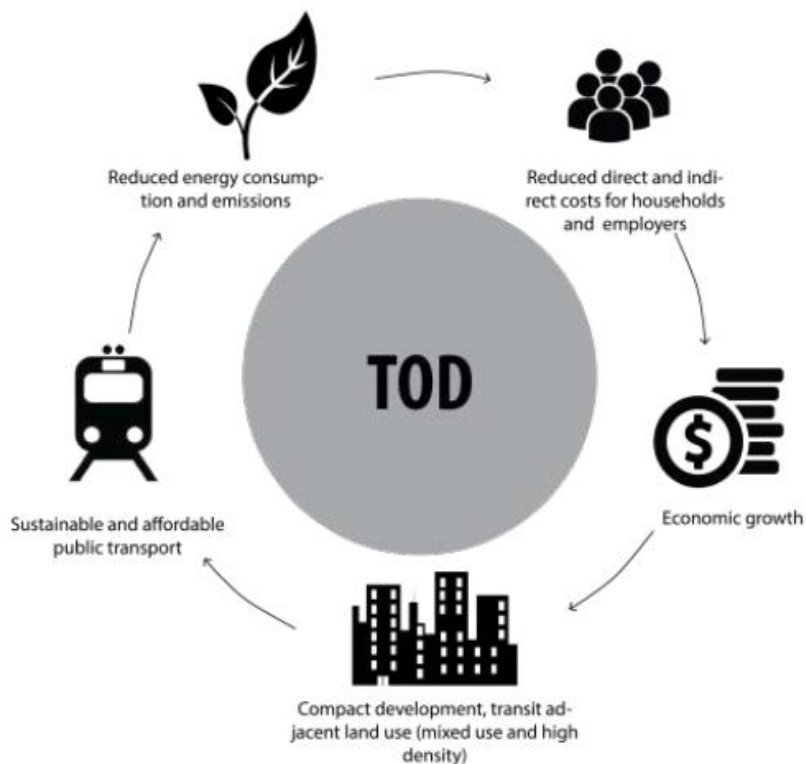 Reduced energy consump-
tion and emissions
Reduced direct and indi-
rect costs for households
and employers
TOD
$
Economic growth
Sustainable and affordable
public transport
Compact development, transit ad-
jacent land use (mixed use and high
density)